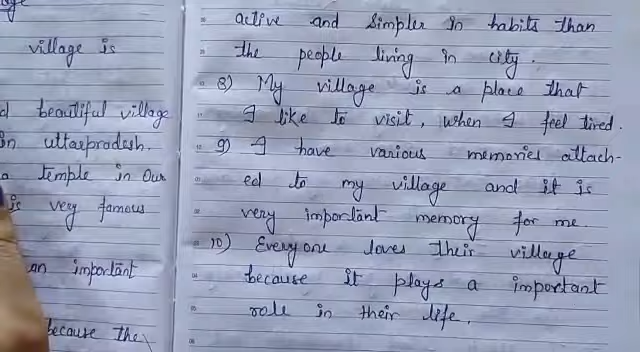 village is
beautiful village
in uttarpradesh.
a temple in our
is very famous
an important
because the
active and simpler in habits than
the people living in city.
8) My village is a place that
I like to visit, when I feel tired.
9) I have various memories attach-
ed to my village and it is
very important memory for me.
10) Everyone loves their village
because it plays a important
role in their life.